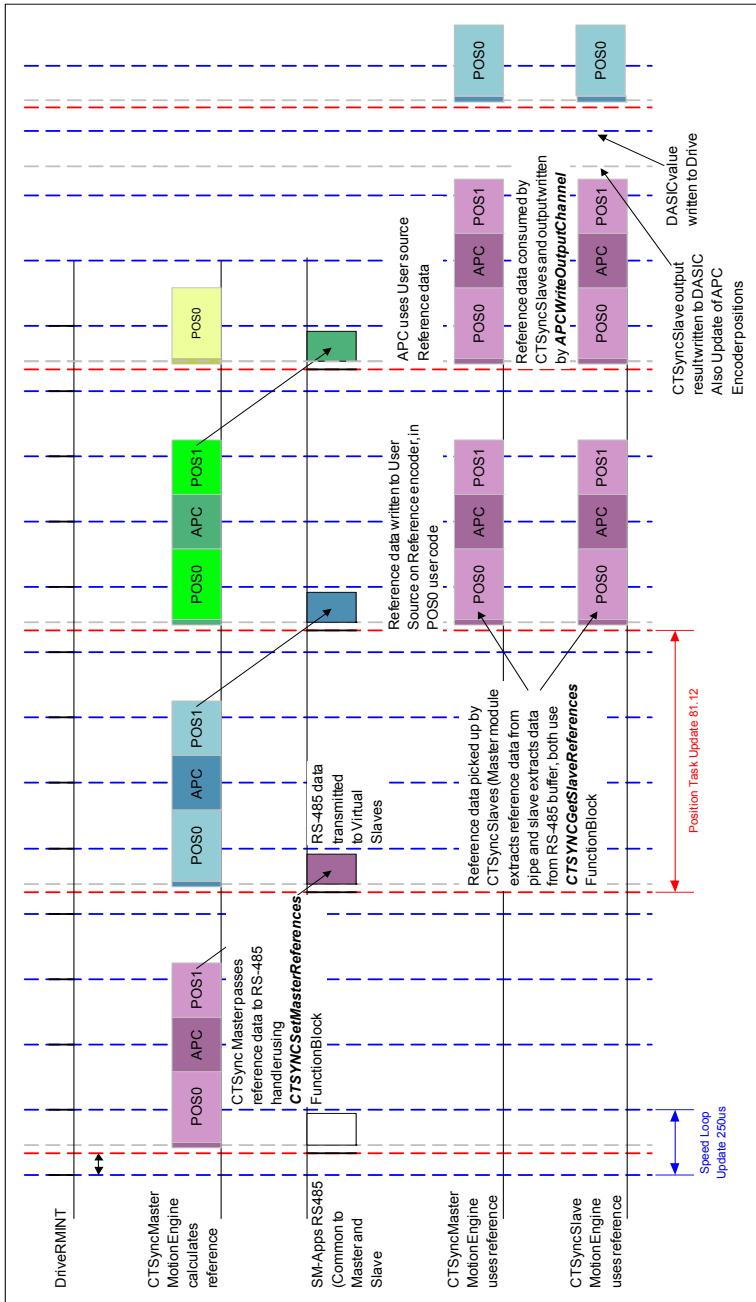 DriveRMINT
CTSyncMaster
MotionEngine
calculates
reference
SM-Apps RS485
(Common to
Master and
Slave
CTSyncMaster
MotionEngine
uses reference
CTSyncSlave
MotionEngine
uses reference
Speed Loop
Update 250us
Position Task Update 81.12
POS0
APC
POS1
POS0
APC
POS1
POS0
APC
POS1
POS0
CTSync Master passes
reference data to RS-485
handler using
CTSYNCSetMasterReferences
FunctionBlock
RS-485 data
transmitted
to Virtual
Slaves
Reference data written to User
Source on Reference encoder, in
POS0 user code
APC uses User source
Reference data
Reference data picked up by
CTSyncSlaves (Master module
extracts reference data from
pipe and slave extracts data
from RS-485 buffer, both use
CTSYNCGetSlaveReferences
FunctionBlock
POS0
APC
POS1
POS0
APC
POS1
POS0
Reference data consumed by
CTSyncSlaves and output written
by APCWriteOutputChannel
POS0
APC
POS1
POS0
APC
POS1
POS0
CTSyncSlave output
result written to DASIC
Also Update of APC
Encoder positions
DASIC value
written to Drive